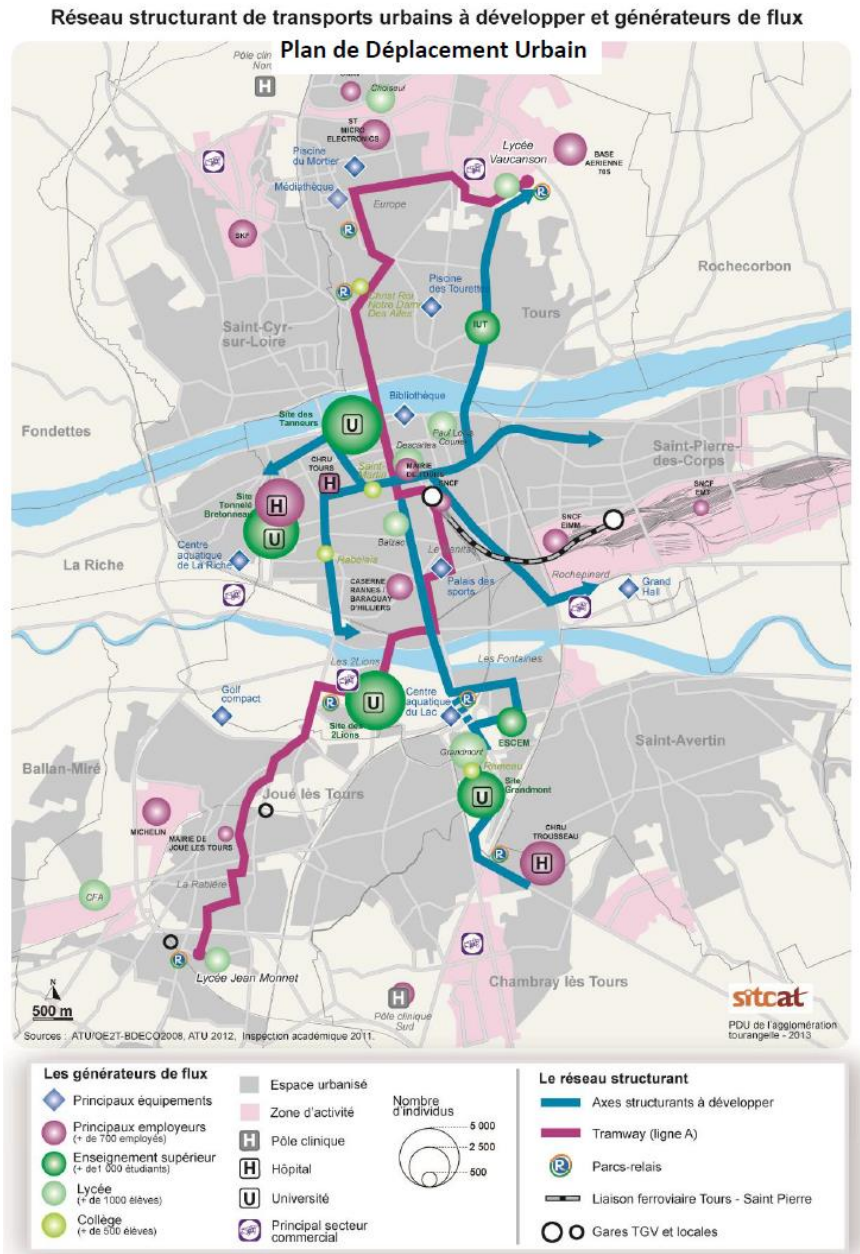 Réseau structurant de transports urbains à développer et générateurs de flux
Plan de Déplacement Urbain
Pôle clin
Nor
Choiseul
ST
MICRO
ELECTRONICS
Piscine
du Mortier
Médiathèque
Europe
Lycée
Vaucanson
BASE
AERIENNE
705
SKF
R
R
R
Christ Roi
Notre Dame
Des Ailes
Piscine
des Tourettes
Rochecorbon
Tours
IUT
Saint-Cyr-
sur-Loire
Fondettes
Site des
Tanneurs
U
Bibliothèque
Paul Louis
Courier
Descartes
Saint-Pierre-
des-Corps
CHRU
TOURS
H
Saint-
Martin
MAIRIE
DE TOURS
SNCF
Site
Tonnellé
Bretonneau
H
U
SNCF
EIMM
SNCF
EMT
Balzac
La Riche
Centre
aquatique
de La Riche
Rabelais
Le Sanitas
CASERNE
RANNES /
BARAQUAY
D'HILLIERS
Palais des
sports
Rochepinard
Grand
Hall
Les 2Lions
Les Fontaines
Golf
compact
R
U
Site des
2Lions
Centre
aquatique
du Lac
R
ESCEM
Grandmont
Rameau
Saint-Avertin
Ballan-Miré
Joué lès Tours
U
Site
Grandmont
MICHELIN
MAIRIE DE
JOUE LES TOURS
CHRU
TROUSSEAU
R
H
La Rabière
CFA
R
Lycée Jean Monnet
Chambray lès Tours
H
Pôle clinique
Sud
N
500 m
sitcat
PDU de l'agglomération
tourangelle - 2013
Sources : ATU/OE2T-BDECO2008, ATU 2012, Inspection académique 2011.
Les générateurs de flux
Principaux équipements
Principaux employeurs
(+ de 700 employés)
Enseignement supérieur
(+ de1 000 étudiants)
Lycée
(+ de 1000 élèves)
Collège
(+ de 500 élèves)
Espace urbanisé
Zone d'activité
H Pôle clinique
H Hôpital
U Université
Principal secteur
commercial
Nombre
d'individus
5 000
2 500
500
Le réseau structurant
Axes structurants à développer
Tramway (ligne A)
R Parcs-relais
Liaison ferroviaire Tours - Saint Pierre
Gares TGV et locales